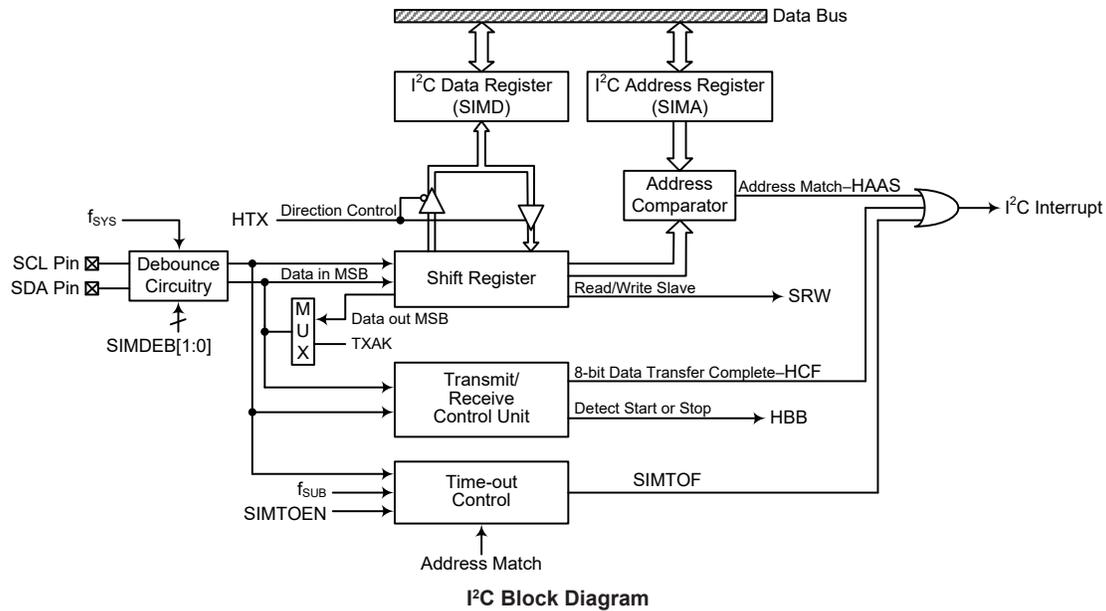 Data Bus
I²C Data Register
(SIMD)
I²C Address Register
(SIMA)
Address
Comparator
Address Match–HAAS
I²C Interrupt
HTX
Direction Control
fSYS
SCL Pin
SDA Pin
Debounce
Circuitry
SIMDEB[1:0]
Data in MSB
Shift Register
Read/Write Slave
SRW
M
U
X
Data out MSB
TXAK
Transmit/
Receive
Control Unit
8-bit Data Transfer Complete–HCF
Detect Start or Stop
HBB
Time-out
Control
SIMTOF
fSUB
SIMTOEN
Address Match
I²C Block Diagram